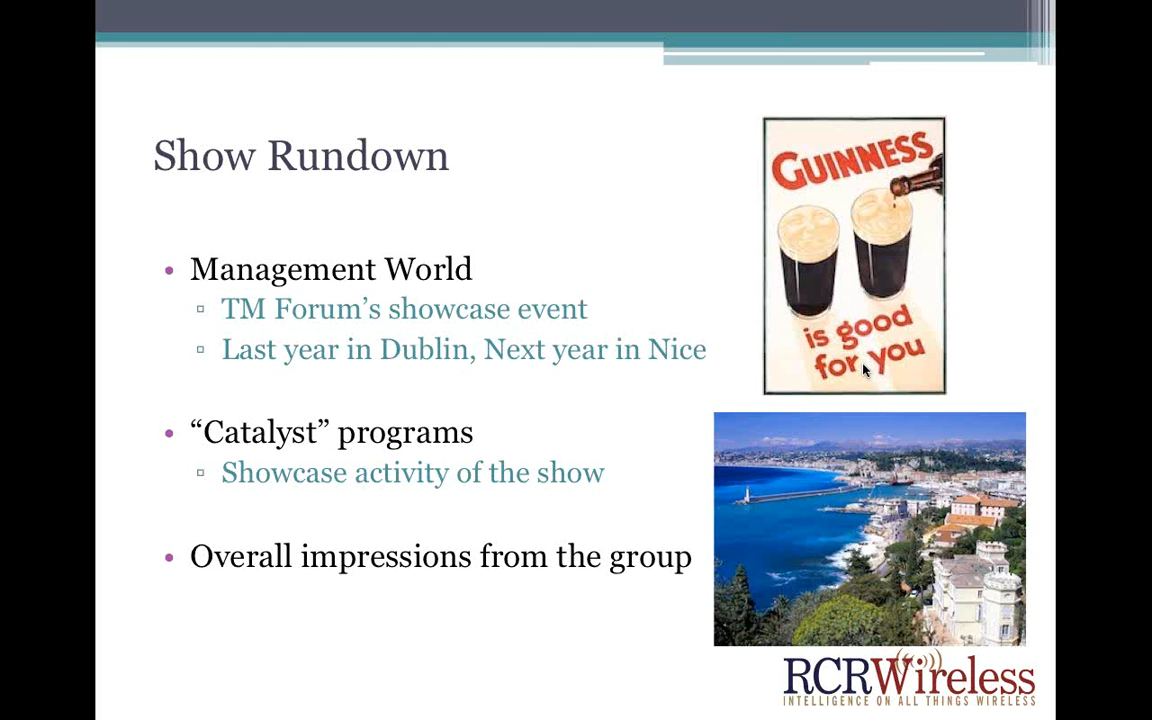 Show Rundown
• Management World
▫ TM Forum’s showcase event
▫ Last year in Dublin, Next year in Nice
• “Catalyst” programs
▫ Showcase activity of the show
• Overall impressions from the group
GUINNESS
is good
for you
RCRWireless
INTELLIGENCE ON ALL THINGS WIRELESS